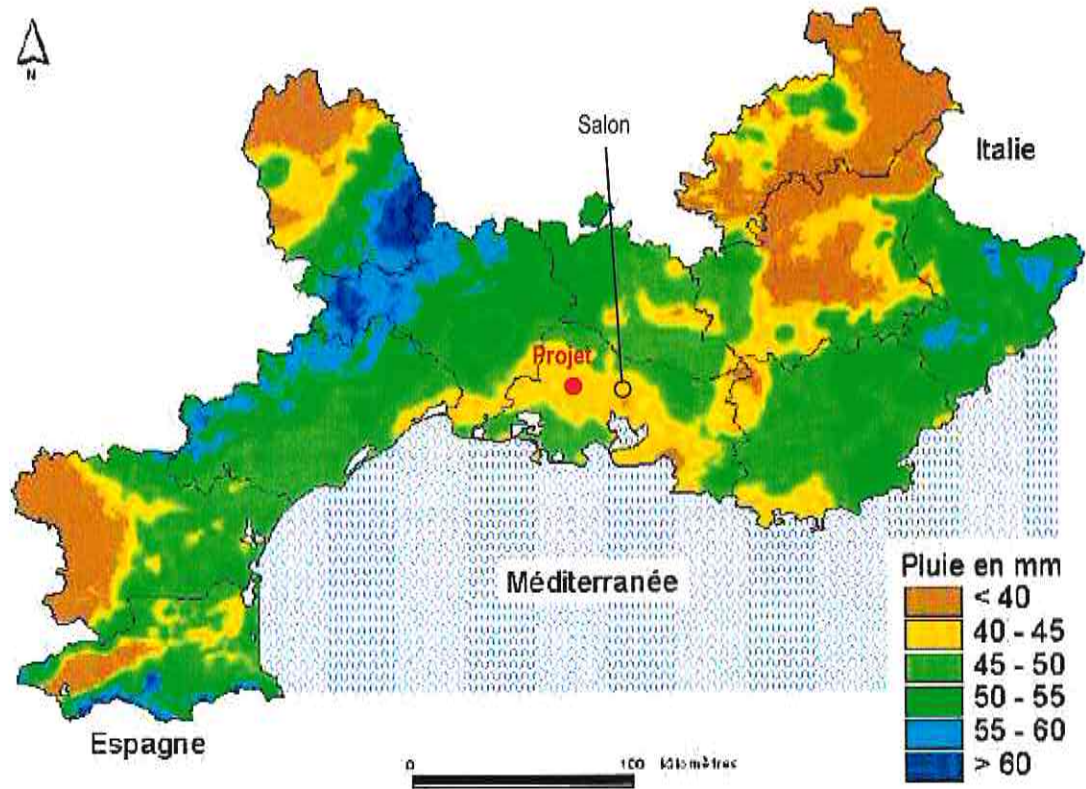 N
Salon
Italie
Projet
Méditerranée
Espagne
0 100 kilomètres
Pluie en mm
< 40
40 - 45
45 - 50
50 - 55
55 - 60
> 60